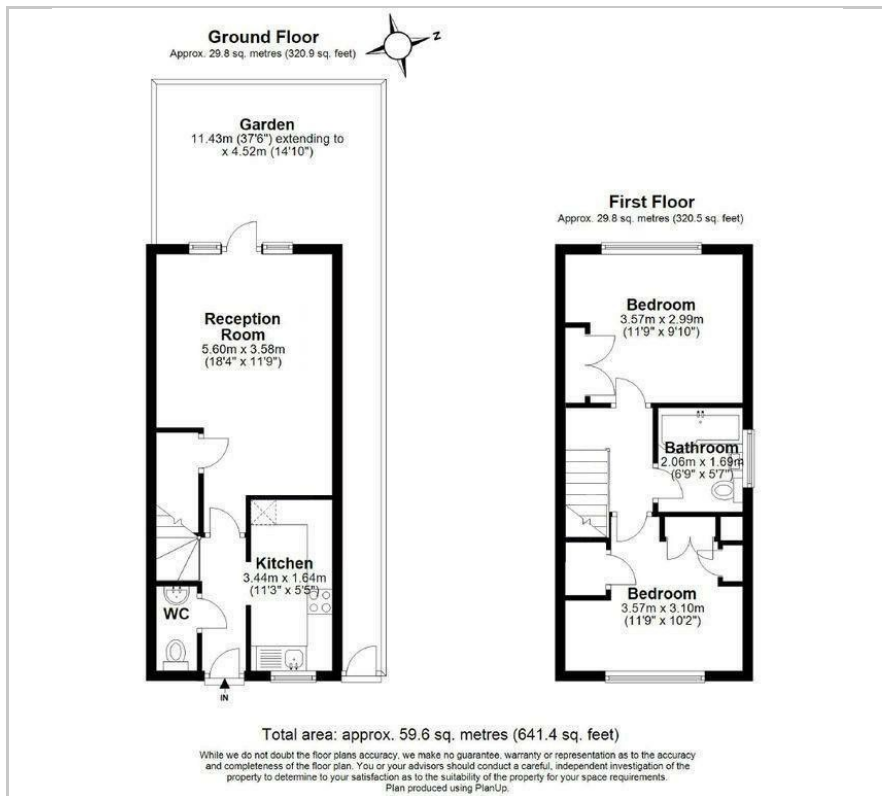 Ground Floor
Approx. 29.8 sq. metres (320.9 sq. feet)
Z
Garden
11.43m (37'6") extending to
x 4.52m (14'10")
Reception
Room
5.60m x 3.58m
(18'4" x 11'9")
Kitchen
3.44m x 1.64m
(11'3" x 5'5")
WC
IN
First Floor
Approx. 29.8 sq. metres (320.5 sq. feet)
Bedroom
3.57m x 2.99m
(11'9" x 9'10")
Bathroom
2.06m x 1.69m
(6'9" x 5'7")
Bedroom
3.57m x 3.10m
(11'9" x 10'2")
Total area: approx. 59.6 sq. metres (641.4 sq. feet)
While we do not doubt the floor plans accuracy, we make no guarantee, warranty or representation as to the accuracy
and completeness of the floor plan. You or your advisors should conduct a careful, independent investigation of the
property to determine to your satisfaction as to the suitability of the property for your space requirements.
Plan produced using PlanUp.